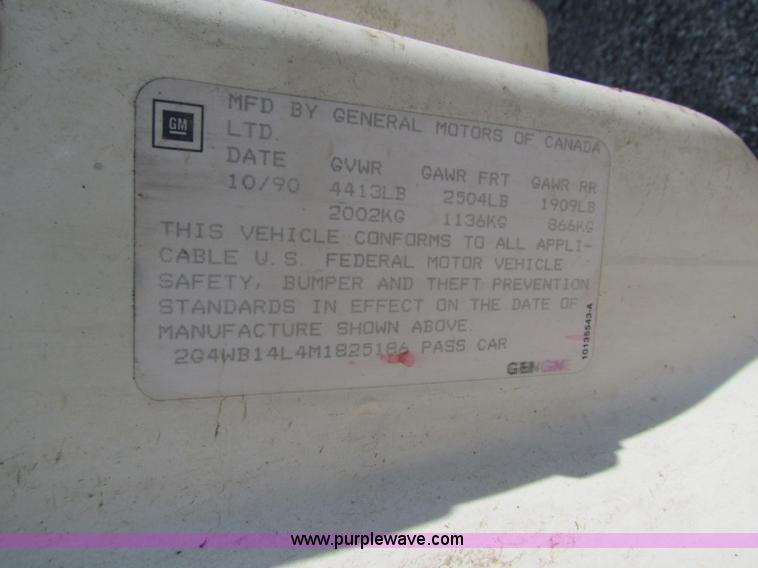 GM
MFD BY GENERAL MOTORS OF CANADA
LTD.
DATE GVWR GAWR FRT GAWR RR
10/90 4413LB 2504LB 1909LB
2002KG 1136KG 866KG
THIS VEHICLE CONFORMS TO ALL APPLI-
CABLE U.S. FEDERAL MOTOR VEHICLE
SAFETY, BUMPER AND THEFT PREVENTION
STANDARDS IN EFFECT ON THE DATE OF
MANUFACTURE SHOWN ABOVE.
2G4WB14L4M1825186 PASS CAR
10135543-A
www.purplewave.com